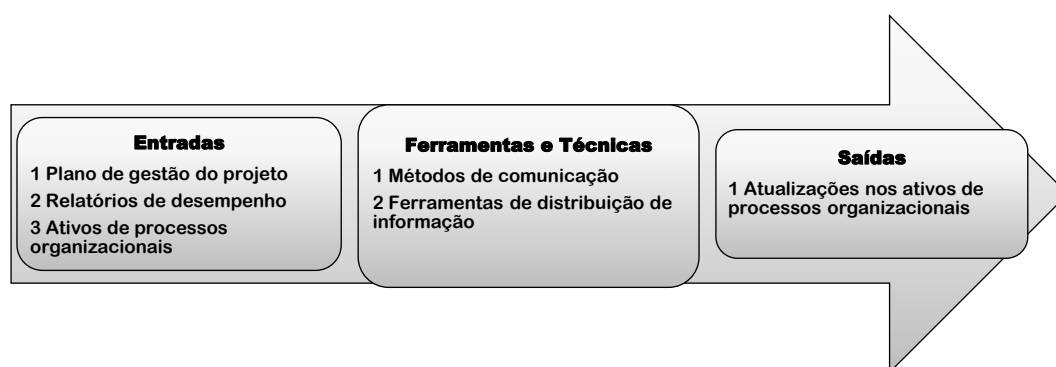 Entradas
1 Plano de gestão do projeto
2 Relatórios de desempenho
3 Ativos de processos
organizacionais
Ferramentas e Técnicas
1 Métodos de comunicação
2 Ferramentas de distribuição de
informação
Saídas
1 Atualizações nos ativos de
processos organizacionais